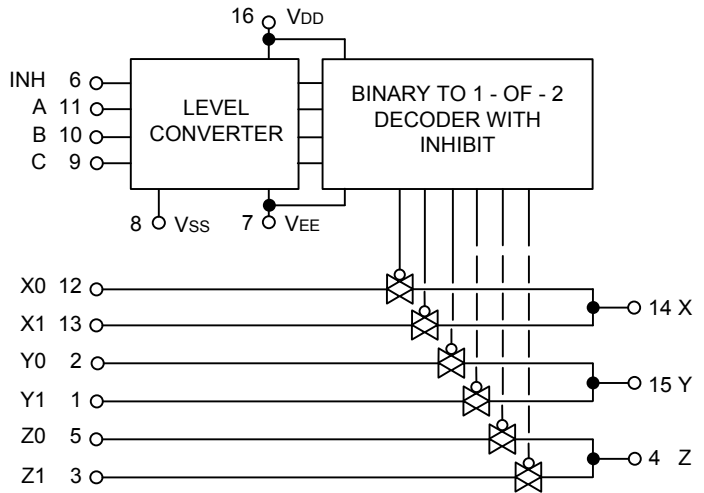 16 VDD
INH 6
A 11
B 10
C 9
LEVEL
CONVERTER
BINARY TO 1 - OF - 2
DECODER WITH
INHIBIT
8 VSS
7 VEE
X0 12
X1 13
14 X
Y0 2
Y1 1
15 Y
Z0 5
Z1 3
4 Z